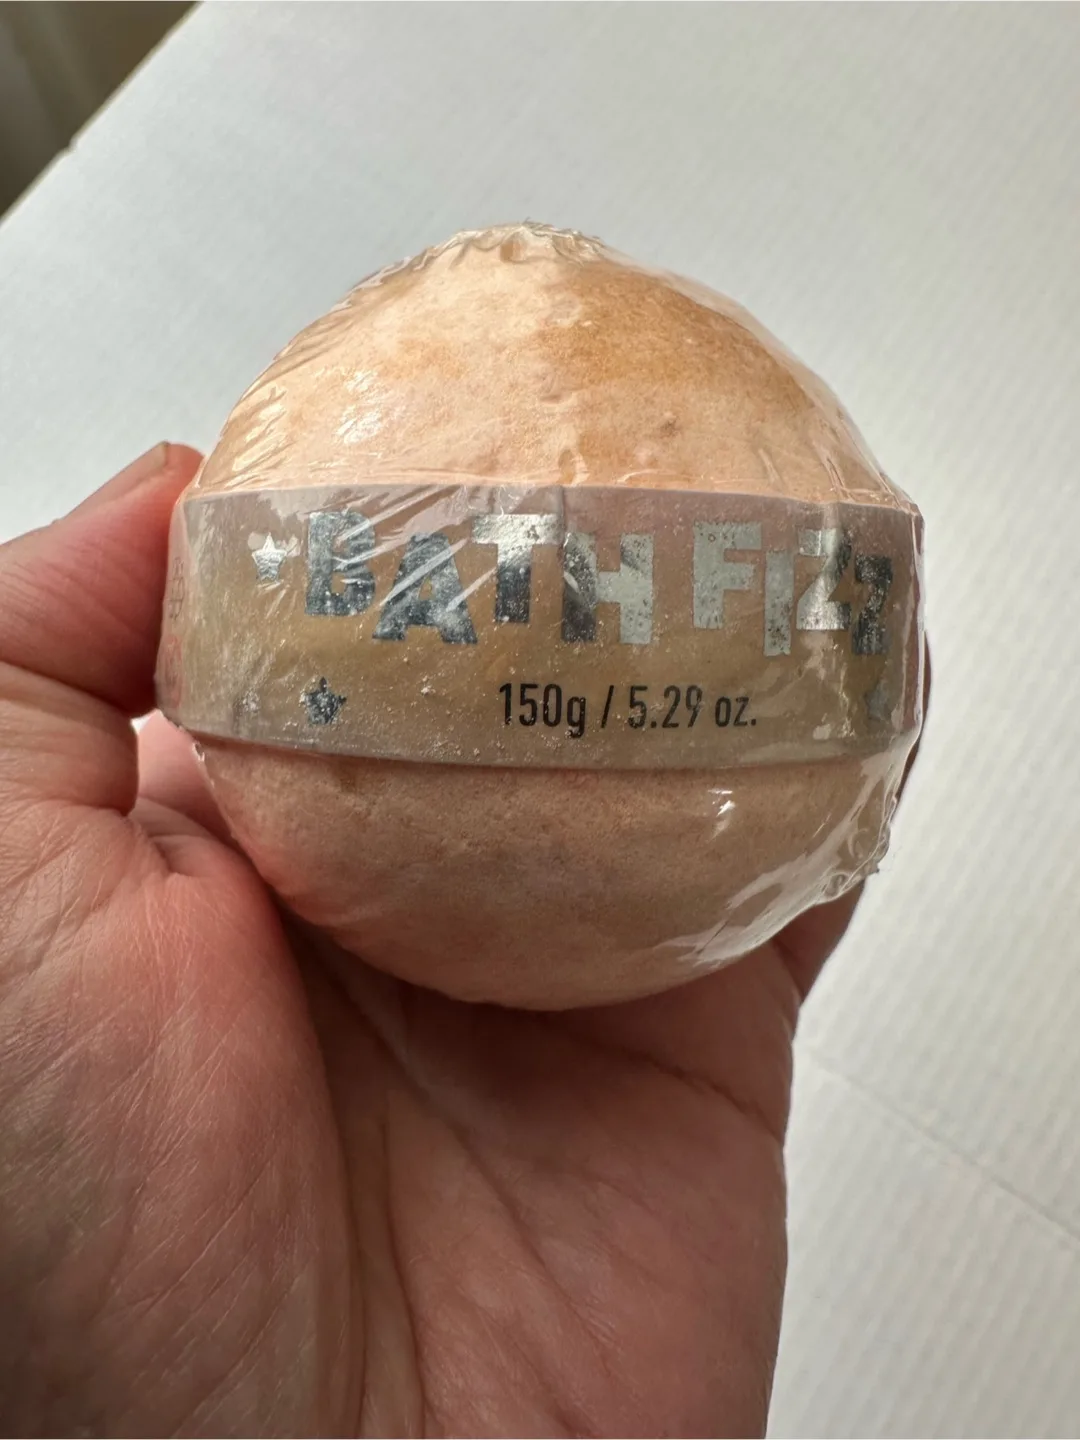 BATH FIZZ
150g / 5.29 oz.